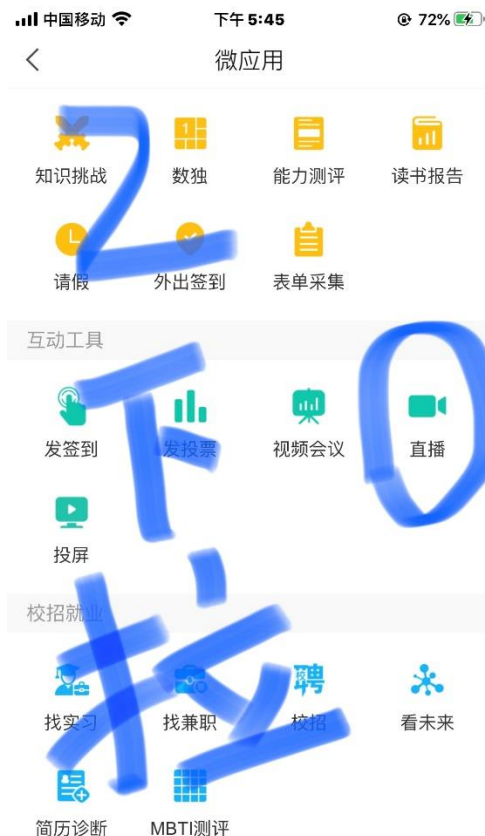 中国移动 下午5:45 72%
微应用
知识挑战 数独 能力测评 读书报告
请假 外出签到 表单采集
互动工具
发签到 发投票 视频会议 直播
投屏
校招就业
找实习 找兼职 校招 看未来
简历诊断 MBTI测评
2
下
拉